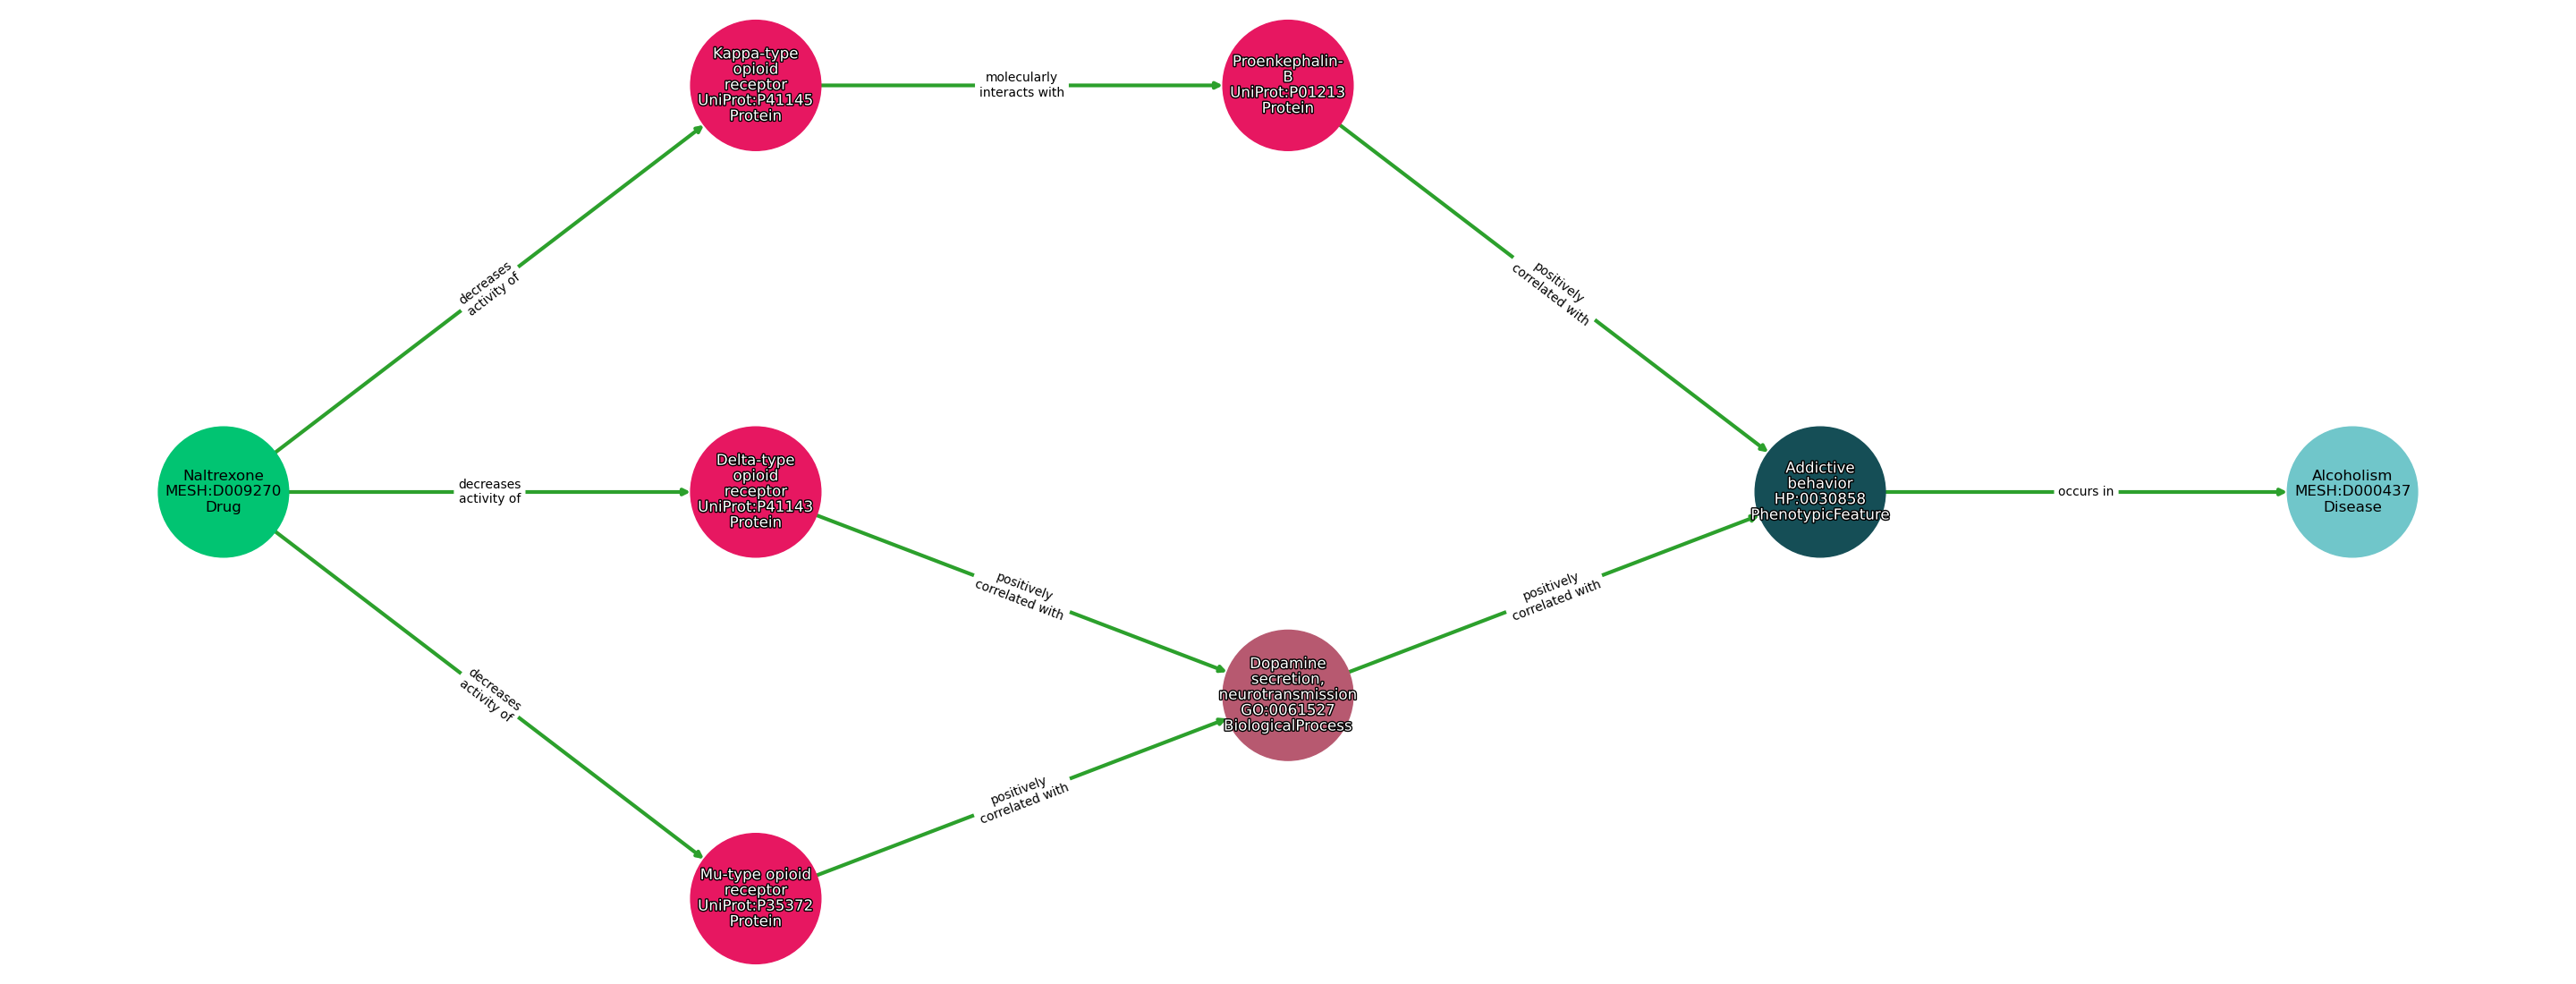 Kappa-type
opioid
receptor
UniProt:P41145
Protein
molecularly
interacts with
Proenkephalin-
B
UniProt:P01213
Protein
decreases
activity of
positively
correlated with
Naltrexone
MESH:D009270
Drug
decreases
activity of
Delta-type
opioid
receptor
UniProt:P41143
Protein
Addictive
behavior
HP:0030858
PhenotypicFeature
occurs in
Alcoholism
MESH:D000437
Disease
positively
correlated with
positively
correlated with
decreases
activity of
Dopamine
secretion,
neurotransmission
GO:0061527
BiologicalProcess
positively
correlated with
Mu-type opioid
receptor
UniProt:P35372
Protein